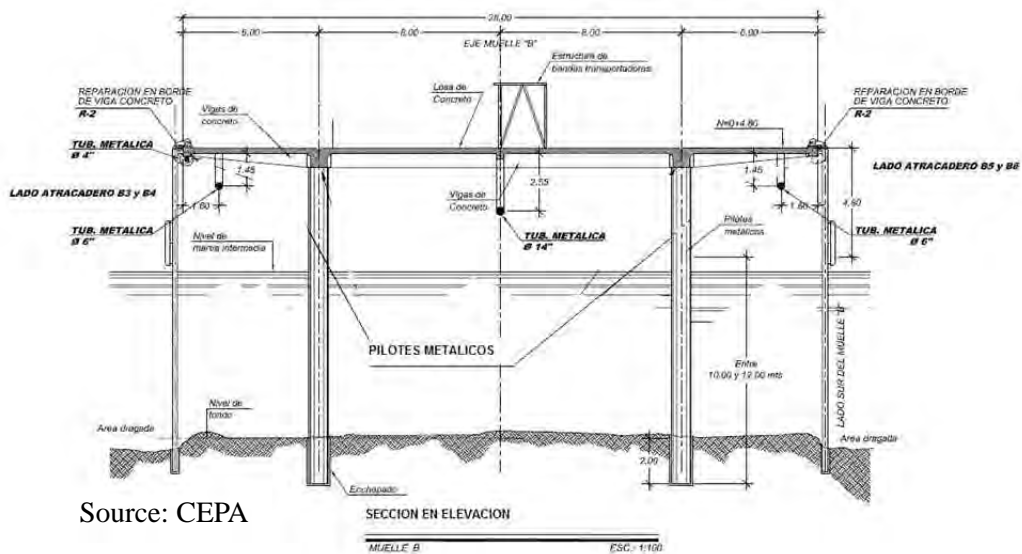 28.00
6.00
8.00
8.00
6.00
EJE MUELLE "B"
Estructura de
bandas transportadoras
REPARACION EN BORDE
DE VIGA CONCRETO
R-2
Vigas de
concreto
Losa de
Concreto
REPARACION EN BORDE
DE VIGA CONCRETO
R-2
N=0+4.80
TUB. METALICA
Ø 4"
LADO ATRACADERO B3 y B4
1.45
1.60
2.55
1.45
1.60
4.60
LADO ATRACADERO B5 y B6
Vigas de
Concreto
TUB. METALICA
Ø 6"
Nivel de
marea intermedia
TUB. METALICA
Ø 14"
Pilotes
metálicos
TUB. METALICA
Ø 6"
PILOTES METALICOS
Entre
10.00 y 12.00 mts
LADO SUR DEL MUELLE "B"
Nivel de
fondo
Area dragada
Area dragada
2.00
Enchapado
Source: CEPA
SECCION EN ELEVACION
MUELLE B
ESC.: 1:100